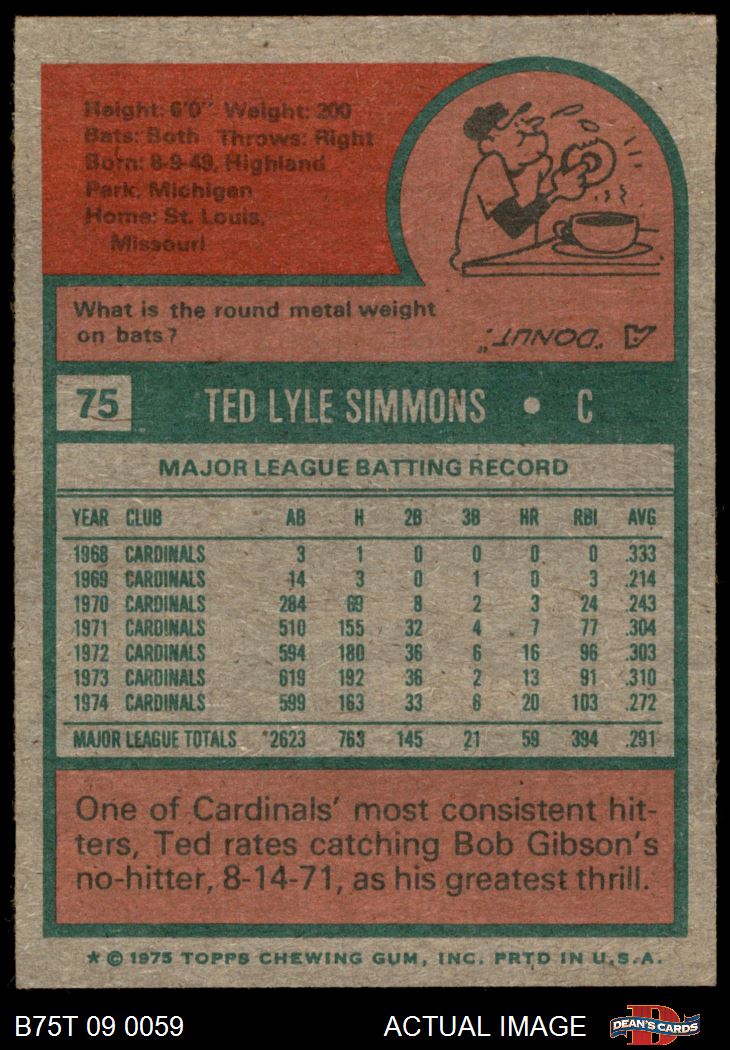 Height: 6'0" Weight: 200
Bats: Both Throws: Right
Born: 8-9-49, Highland
Park, Michigan
Home: St. Louis,
Missouri
What is the round metal weight
on bats?
A "DONUT."
75 TED LYLE SIMMONS • C
MAJOR LEAGUE BATTING RECORD
YEAR CLUB AB H 2B 3B HR RBI AVG
1968 CARDINALS 3 1 0 0 0 0 .333
1969 CARDINALS 14 3 0 1 0 3 .214
1970 CARDINALS 284 69 8 2 3 24 .243
1971 CARDINALS 510 155 32 4 7 77 .304
1972 CARDINALS 594 180 36 6 16 96 .303
1973 CARDINALS 619 192 36 2 13 91 .310
1974 CARDINALS 599 163 33 6 20 103 .272
MAJOR LEAGUE TOTALS 2623 763 145 21 59 394 .291
One of Cardinals' most consistent hit-
ters, Ted rates catching Bob Gibson's
no-hitter, 8-14-71, as his greatest thrill.
* © 1975 TOPPS CHEWING GUM, INC. PRTD IN U.S.A.
B75T 09 0059 ACTUAL IMAGE DEAN'S CARDS